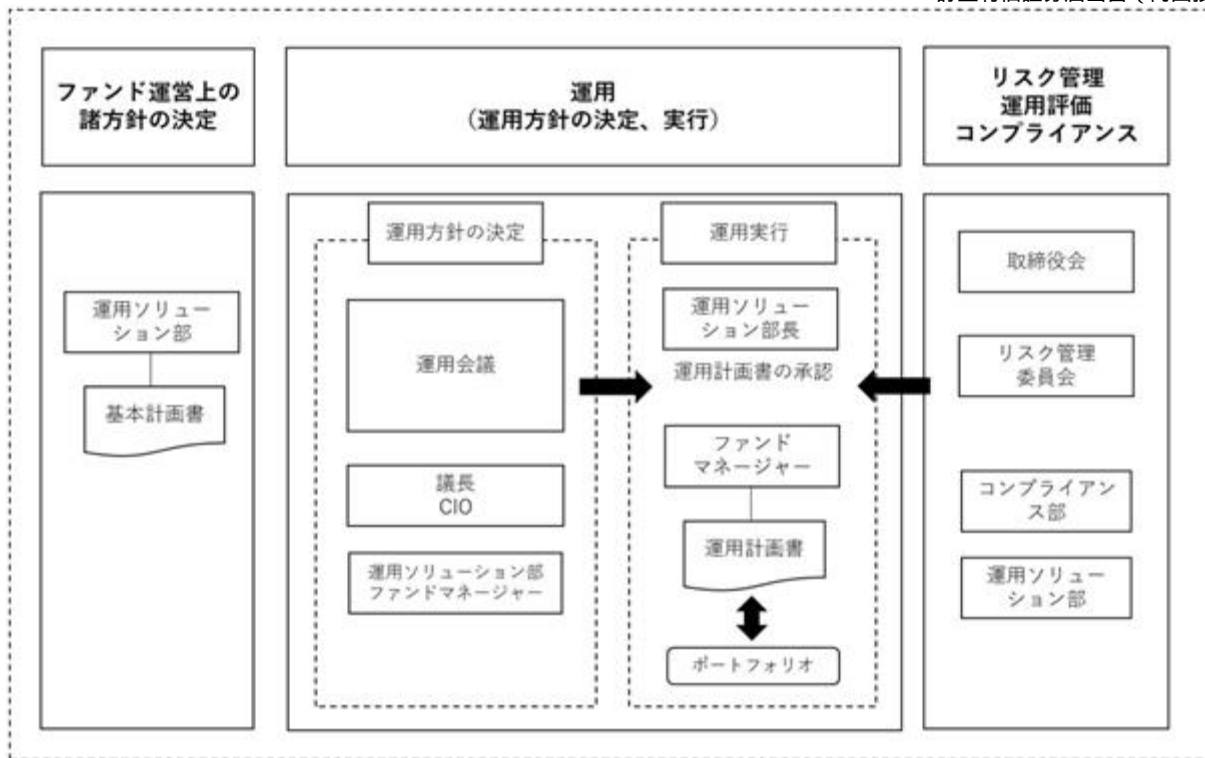 ファンド運営上の
諸方針の決定
運用
（運用方針の決定、実行）
リスク管理
運用評価
コンプライアンス
運用ソリュー
ション部
基本計画書
運用方針の決定
運用会議
議長
CIO
運用ソリューション部
ファンドマネージャー
運用実行
運用ソリュー
ション部長
運用計画書の承認
ファンド
マネージャー
運用計画書
ポートフォリオ
取締役会
リスク管理
委員会
コンプライアン
ス部
運用ソリュー
ション部